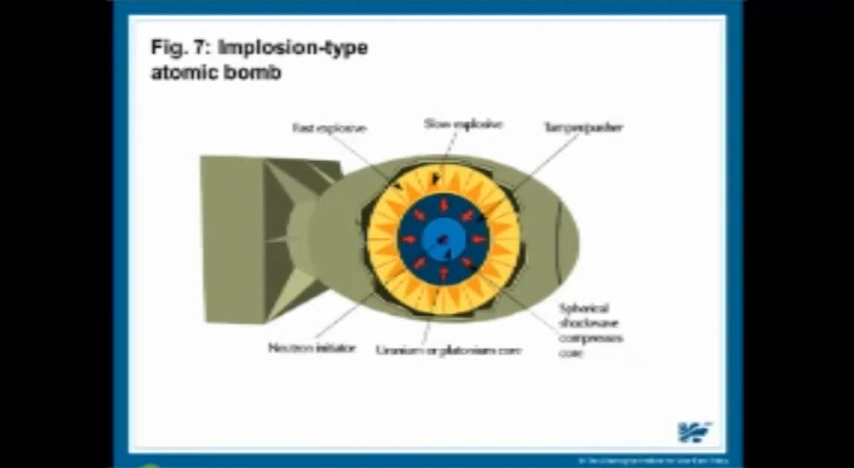 Fig. 7: Implosion-type
atomic bomb
Fast explosive
Slow explosive
Tamper/pusher
Neutron initiator
Uranium or plutonium core
Spherical
shockwave
compresses
core